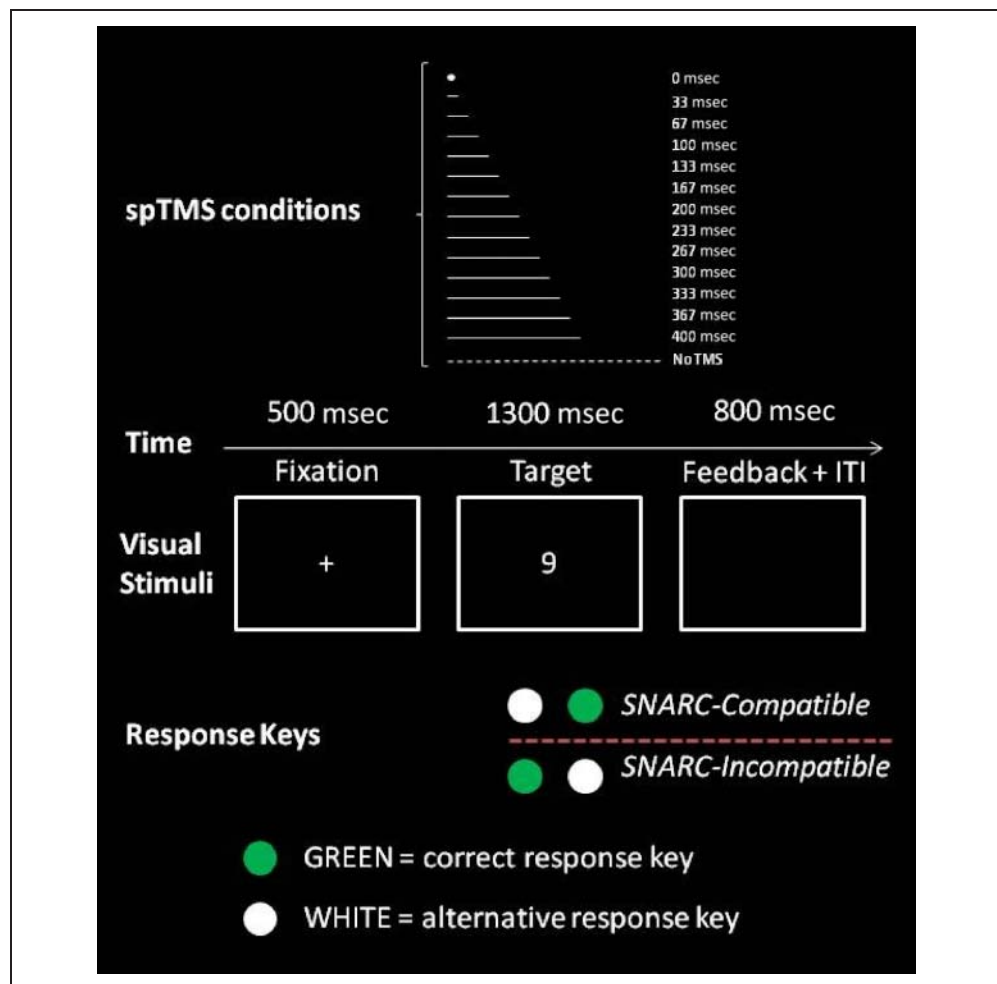 0 msec
33 msec
67 msec
100 msec
133 msec
167 msec
spTMS conditions
200 msec
233 msec
267 msec
300 msec
333 msec
367 msec
400 msec
NoTMS
500 msec 1300 msec 800 msec
Time
Fixation Target Feedback + ITI
Visual
Stimuli
+ 9
SNARC-Compatible
Response Keys
SNARC-Incompatible
GREEN = correct response key
WHITE = alternative response key